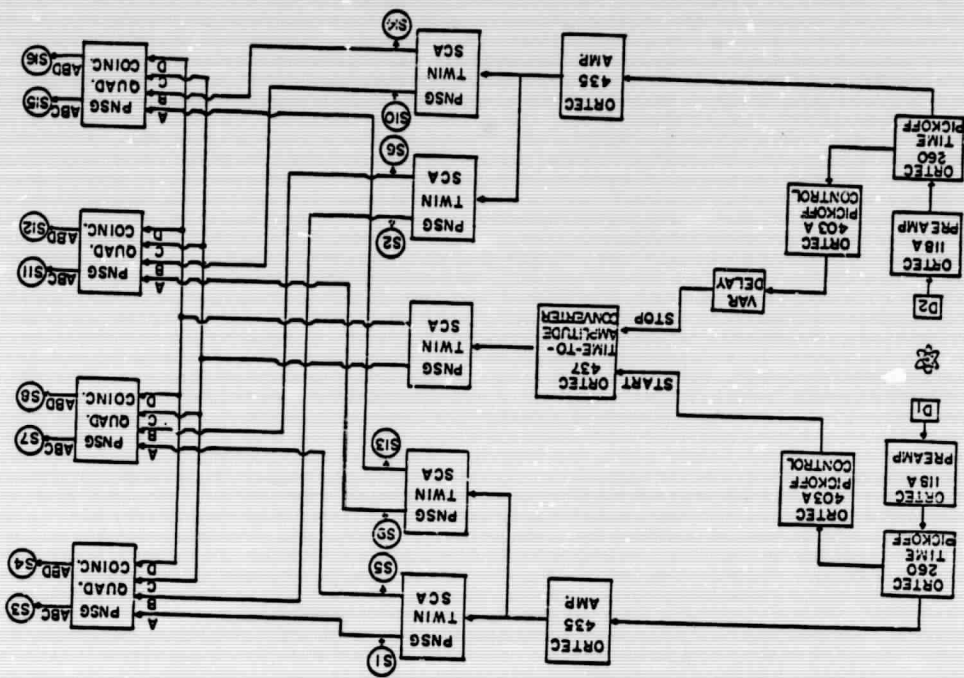 ORTEC
260
TIME
PICKOFF
ORTEC
118 A
PREAMP
D1
D2
ORTEC
118 A
PREAMP
ORTEC
260
TIME
PICKOFF
ORTEC
403A
PICKOFF
CONTROL
ORTEC
403 A
PICKOFF
CONTROL
VAR
DELAY
START
STOP
ORTEC
437
TIME-TO-
AMPLITUDE
CONVERTER
ORTEC
435
AMP.
ORTEC
435
AMP.
S1
PNSG
TWIN
SCA
S5
S9
PNSG
TWIN
SCA
S13
PNSG
TWIN
SCA
S2
PNSG
TWIN
SCA
S6
S10
PNSG
TWIN
SCA
S14
A
B
C
D
PNSG
QUAD.
COINC.
ABC
S3
ABD
S4
A
B
C
D
PNSG
QUAD.
COINC.
ABC
S7
ABD
S8
A
B
C
D
PNSG
QUAD.
COINC.
ABC
S11
ABD
S12
A
B
C
D
PNSG
QUAD.
COINC.
ABC
S15
ABD
S16